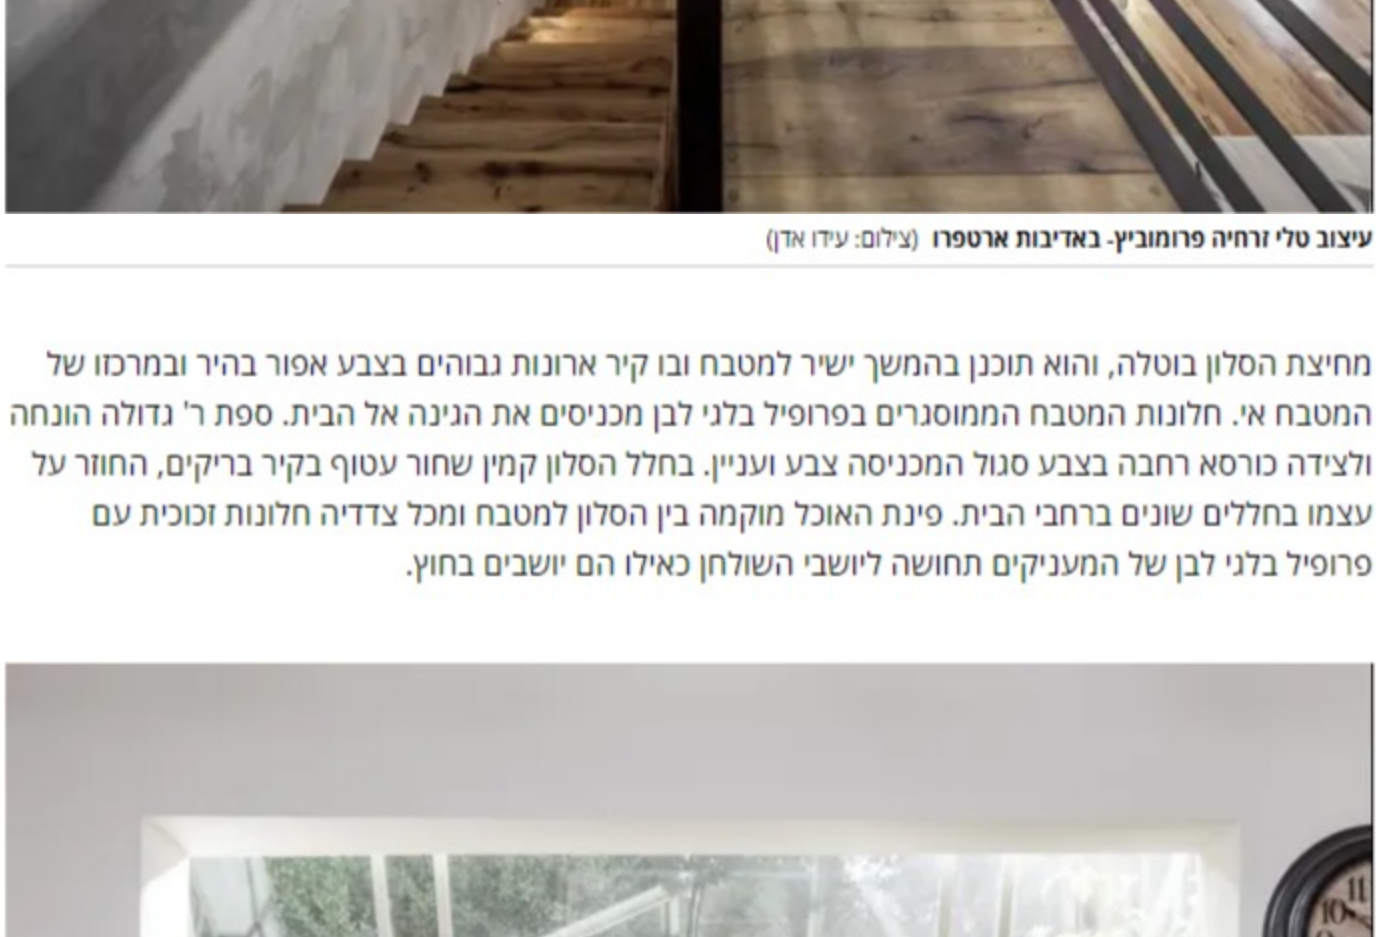 עיצוב טלי זרחיה פרומוביץ- באדיבות ארטפרו (צילום: עידו אדן)
מחיצת הסלון בוטלה, והוא תוכנן בהמשך ישיר למטבח ובו קיר ארונות גבוהים בצבע אפור בהיר ובמרכזו של
המטבח אי. חלונות המטבח הממוסגרים בפרופיל בלגי לבן מכניסים את הגינה אל הבית. ספת ר' גדולה הונחה
ולצידה כורסא רחבה בצבע סגול המכניסה צבע ועניין. בחלל הסלון קמין שחור עטוף בקיר בריקים, החוזר על
עצמו בחללים שונים ברחבי הבית. פינת האוכל מוקמה בין הסלון למטבח ומכל צדדיה חלונות זכוכית עם
פרופיל בלגי לבן של המעניקים תחושה ליושבי השולחן כאילו הם יושבים בחוץ.
11
10
9